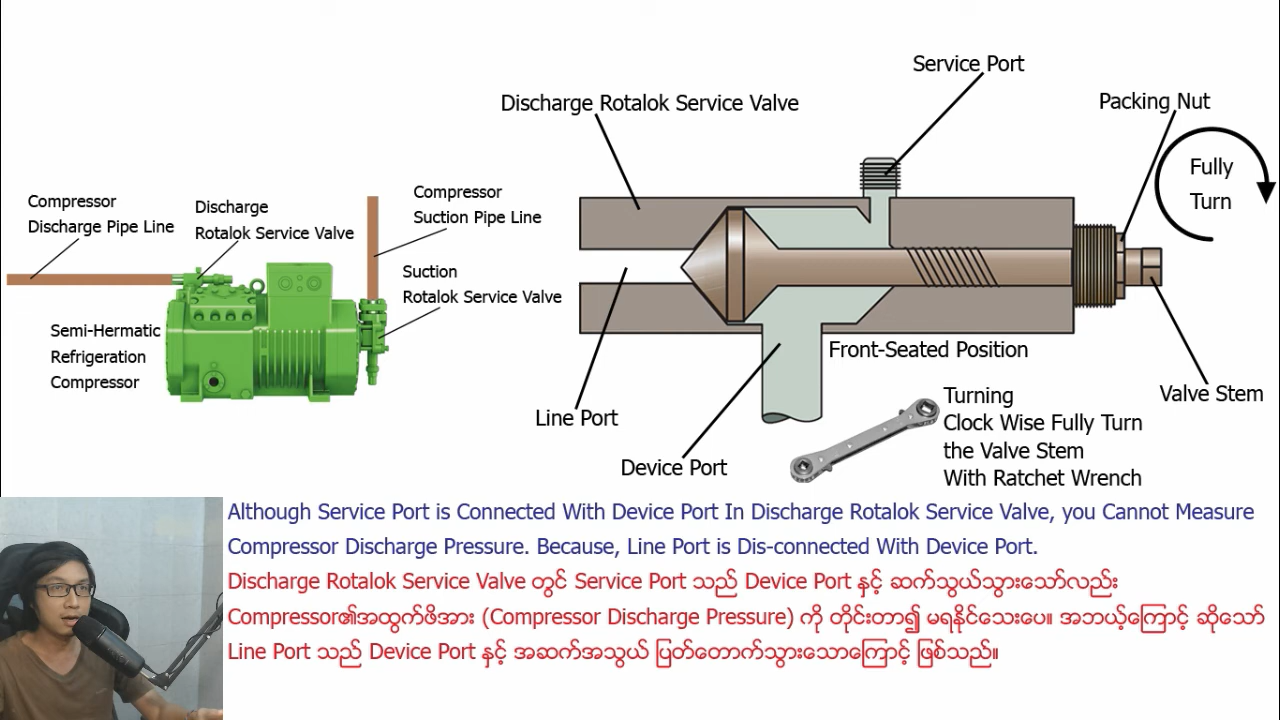 Service Port
Discharge Rotalok Service Valve
Packing Nut
Fully
Turn
Compressor
Discharge Pipe Line
Discharge
Rotalok Service Valve
Compressor
Suction Pipe Line
Suction
Rotalok Service Valve
Semi-Hermatic
Refrigeration
Compressor
Front-Seated Position
Line Port
Device Port
Valve Stem
Turning
Clock Wise Fully Turn
the Valve Stem
With Ratchet Wrench
Although Service Port is Connected With Device Port In Discharge Rotalok Service Valve, you Cannot Measure
Compressor Discharge Pressure. Because, Line Port is Dis-connected With Device Port.
Discharge Rotalok Service Valve တွင် Service Port သည် Device Port နှင့် ဆက်သွယ်သွားသော်လည်း
Compressor၏အထွက်ဖိအား (Compressor Discharge Pressure) ကို တိုင်းတာ၍ မရနိုင်သေးပေ။ အဘယ့်ကြောင့် ဆိုသော်
Line Port သည် Device Port နှင့် အဆက်အသွယ် ပြတ်တောက်သွားသောကြောင့် ဖြစ်သည်။